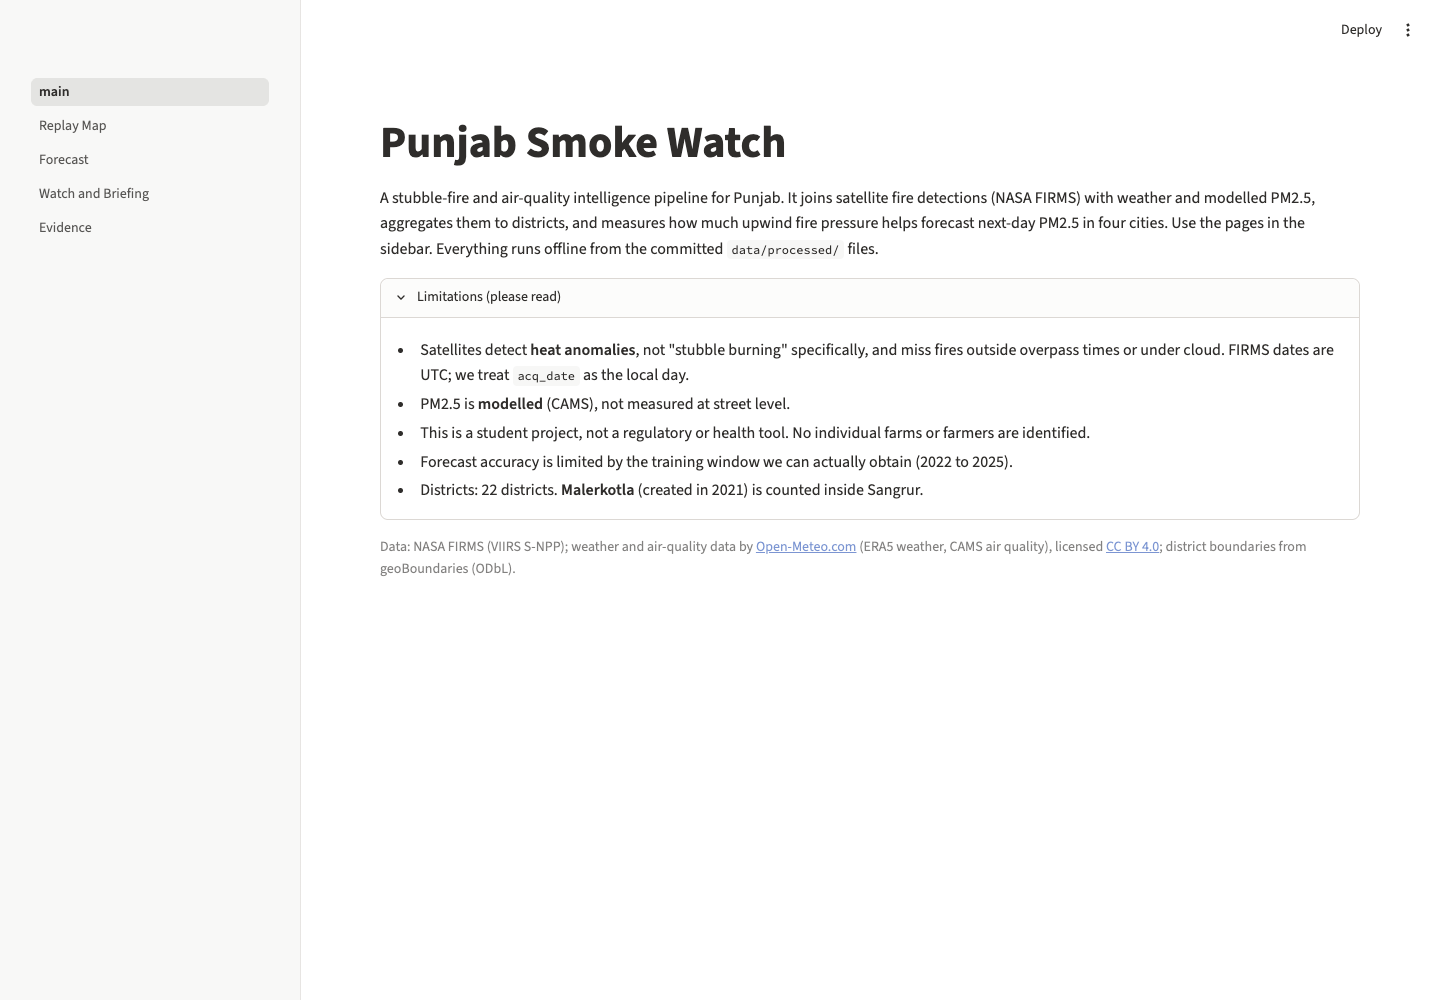 Deploy
main
Replay Map
Forecast
Watch and Briefing
Evidence
Punjab Smoke Watch
A stubble-fire and air-quality intelligence pipeline for Punjab. It joins satellite fire detections (NASA FIRMS) with weather and modelled PM2.5,
aggregates them to districts, and measures how much upwind fire pressure helps forecast next-day PM2.5 in four cities. Use the pages in the
sidebar. Everything runs offline from the committed data/processed/ files.
Limitations (please read)
• Satellites detect heat anomalies, not "stubble burning" specifically, and miss fires outside overpass times or under cloud. FIRMS dates are
UTC; we treat acq_date as the local day.
• PM2.5 is modelled (CAMS), not measured at street level.
• This is a student project, not a regulatory or health tool. No individual farms or farmers are identified.
• Forecast accuracy is limited by the training window we can actually obtain (2022 to 2025).
• Districts: 22 districts. Malerkotla (created in 2021) is counted inside Sangrur.
Data: NASA FIRMS (VIIRS S-NPP); weather and air-quality data by Open-Meteo.com (ERA5 weather, CAMS air quality), licensed CC BY 4.0; district boundaries from
geoBoundaries (ODbL).